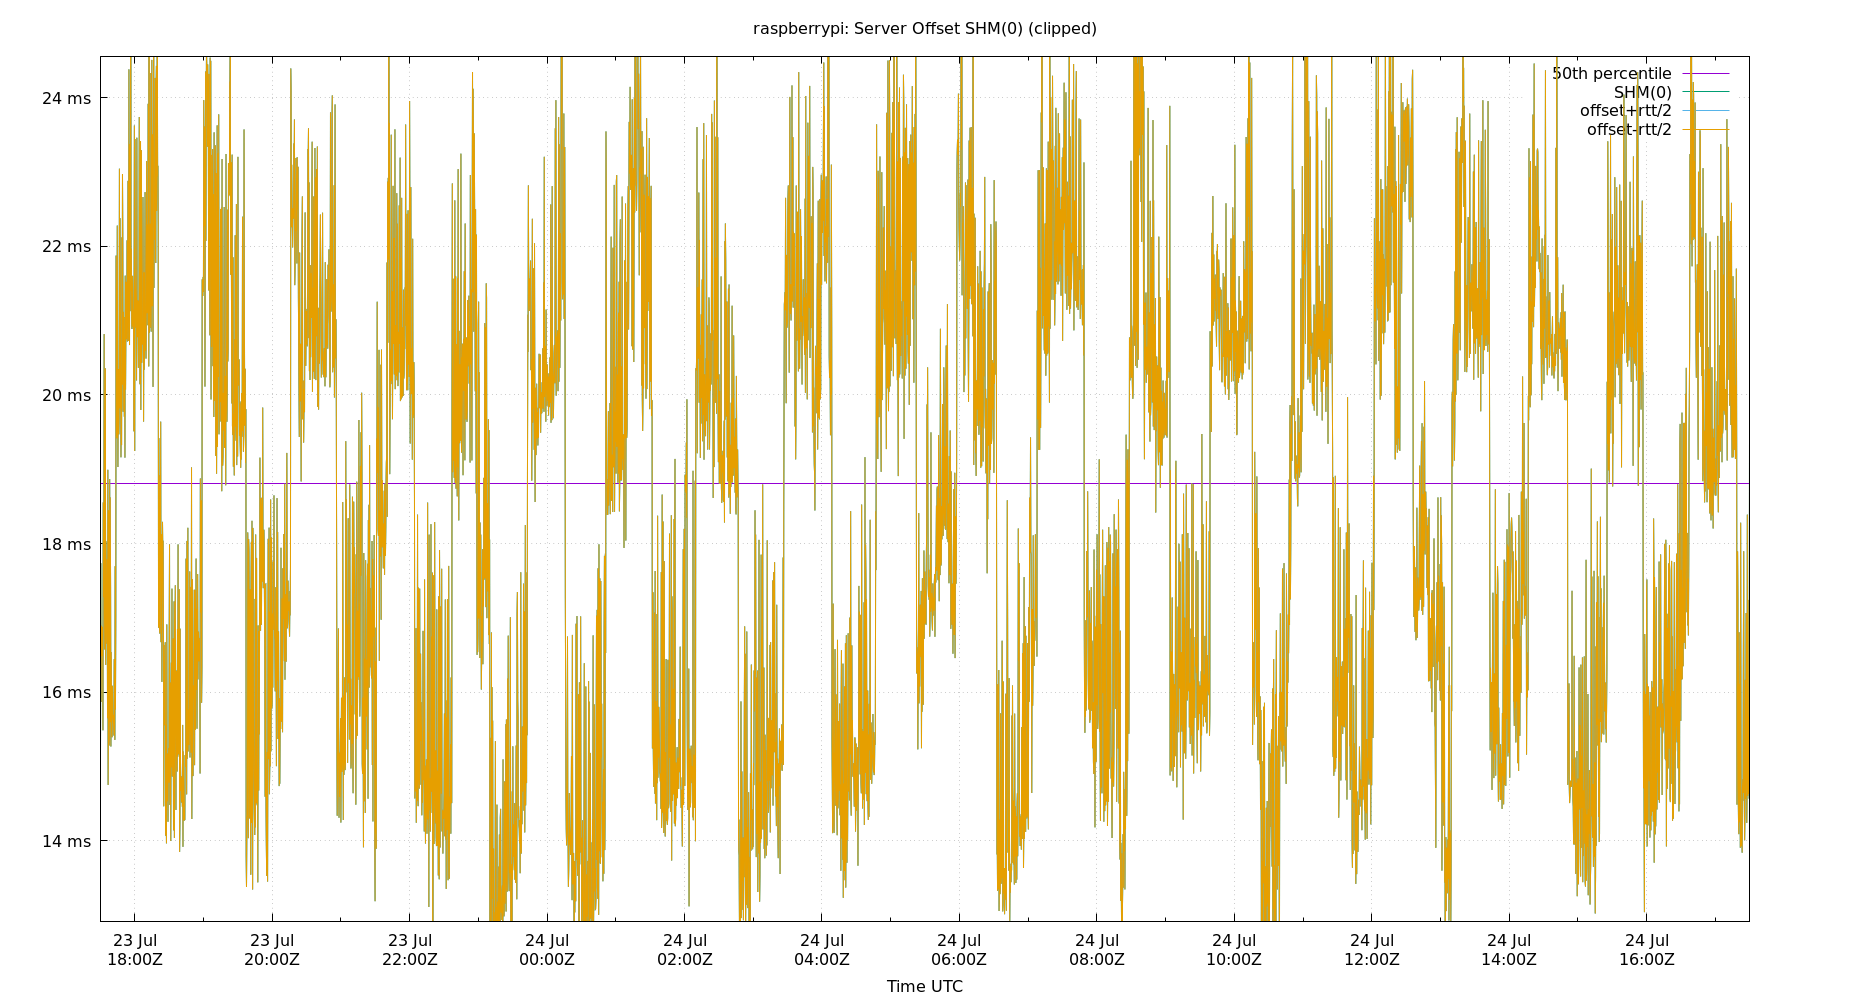 raspberrypi: Server Offset SHM(0) (clipped)
50th percentile
SHM(0)
offset+rtt/2
offset-rtt/2
24 ms
22 ms
20 ms
18 ms
16 ms
14 ms
23 Jul 23 Jul 23 Jul 24 Jul 24 Jul 24 Jul 24 Jul 24 Jul 24 Jul 24 Jul 24 Jul 24 Jul
18:00Z 20:00Z 22:00Z 00:00Z 02:00Z 04:00Z 06:00Z 08:00Z 10:00Z 12:00Z 14:00Z 16:00Z
Time UTC